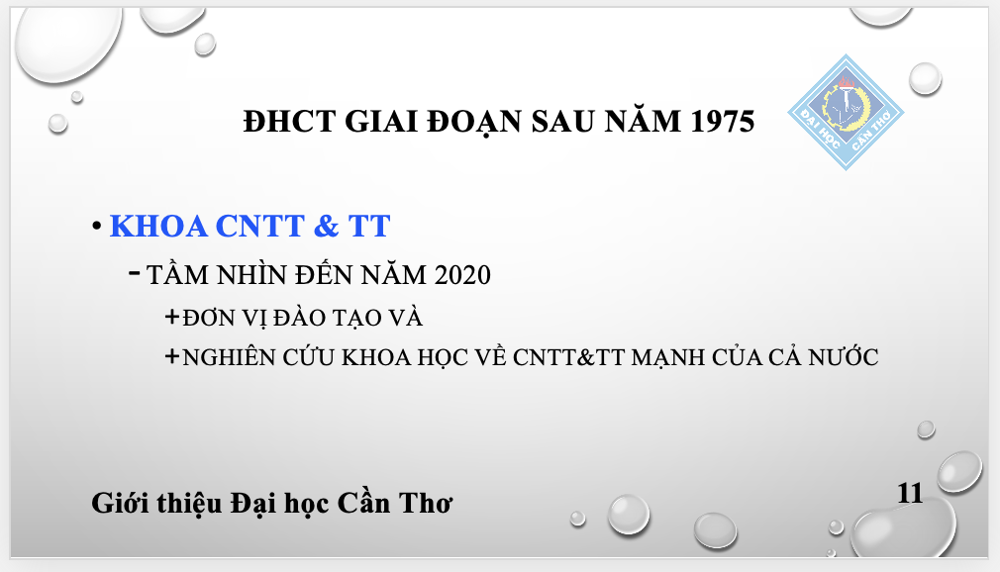 ĐHCT GIAI ĐOẠN SAU NĂM 1975
ĐẠI HỌC CẦN THƠ
• KHOA CNTT & TT
- TẦM NHÌN ĐẾN NĂM 2020
+ĐƠN VỊ ĐÀO TẠO VÀ
+NGHIÊN CỨU KHOA HỌC VỀ CNTT&TT MẠNH CỦA CẢ NƯỚC
Giới thiệu Đại học Cần Thơ
11